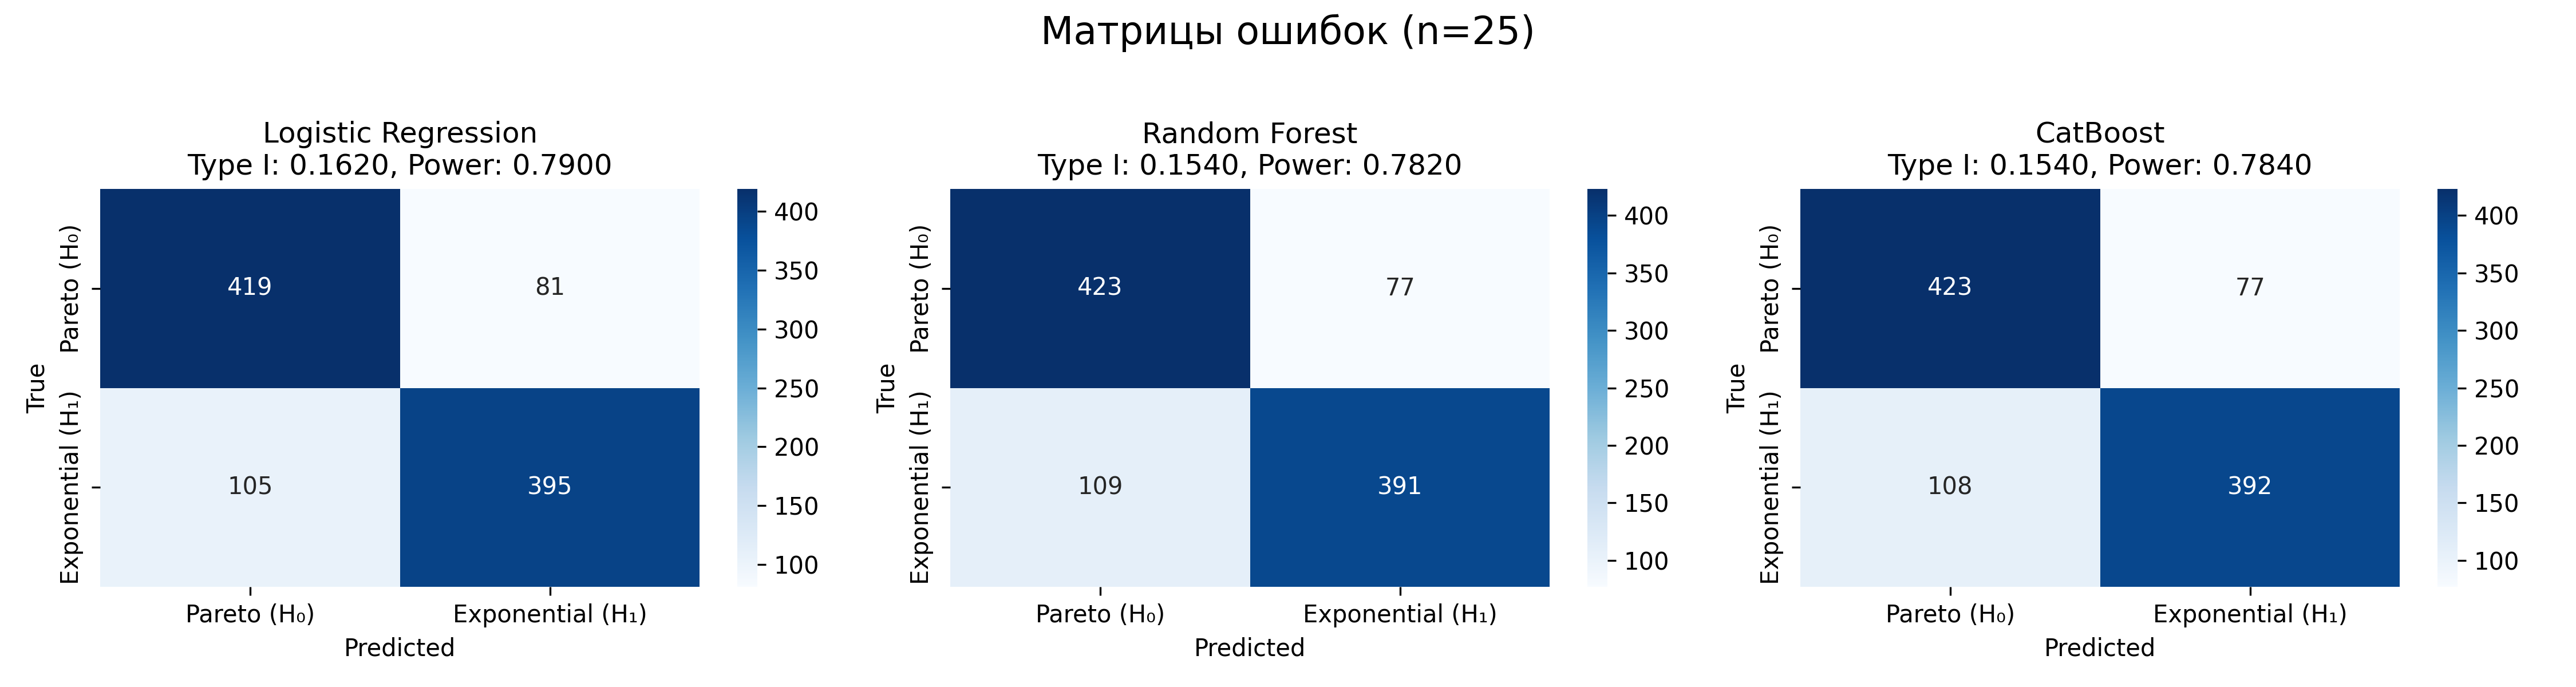 Матрицы ошибок (n=25)
Logistic Regression
Type I: 0.1620, Power: 0.7900
True
Pareto (H₀)
Exponential (H₁)
419
81
105
395
Pareto (H₀)
Exponential (H₁)
Predicted
400
350
300
250
200
150
100
Random Forest
Type I: 0.1540, Power: 0.7820
True
Pareto (H₀)
Exponential (H₁)
423
77
109
391
Pareto (H₀)
Exponential (H₁)
Predicted
400
350
300
250
200
150
100
CatBoost
Type I: 0.1540, Power: 0.7840
True
Pareto (H₀)
Exponential (H₁)
423
77
108
392
Pareto (H₀)
Exponential (H₁)
Predicted
400
350
300
250
200
150
100